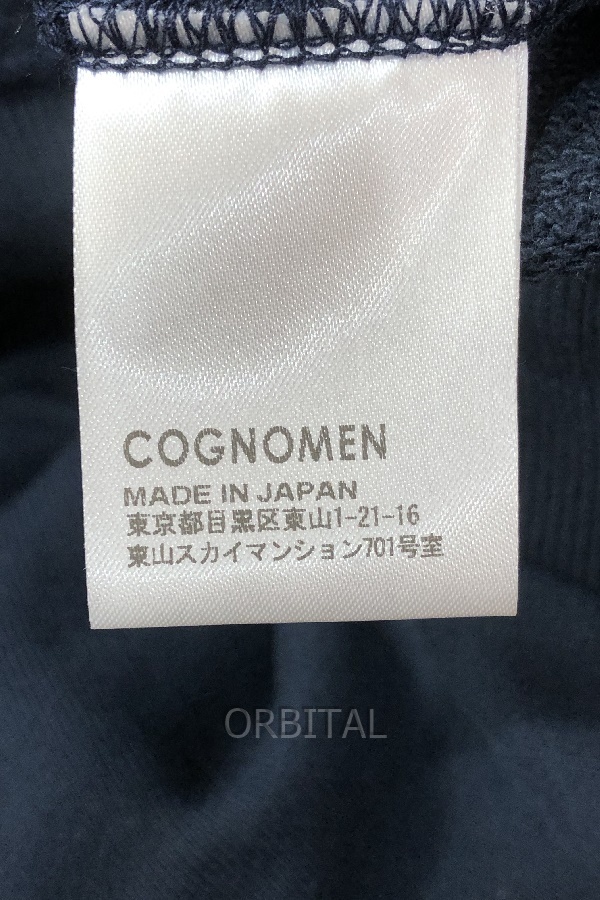 COGNOMEN
MADE IN JAPAN
東京都目黒区東山1-21-16
東山スカイマンション701号室
ORBITAL